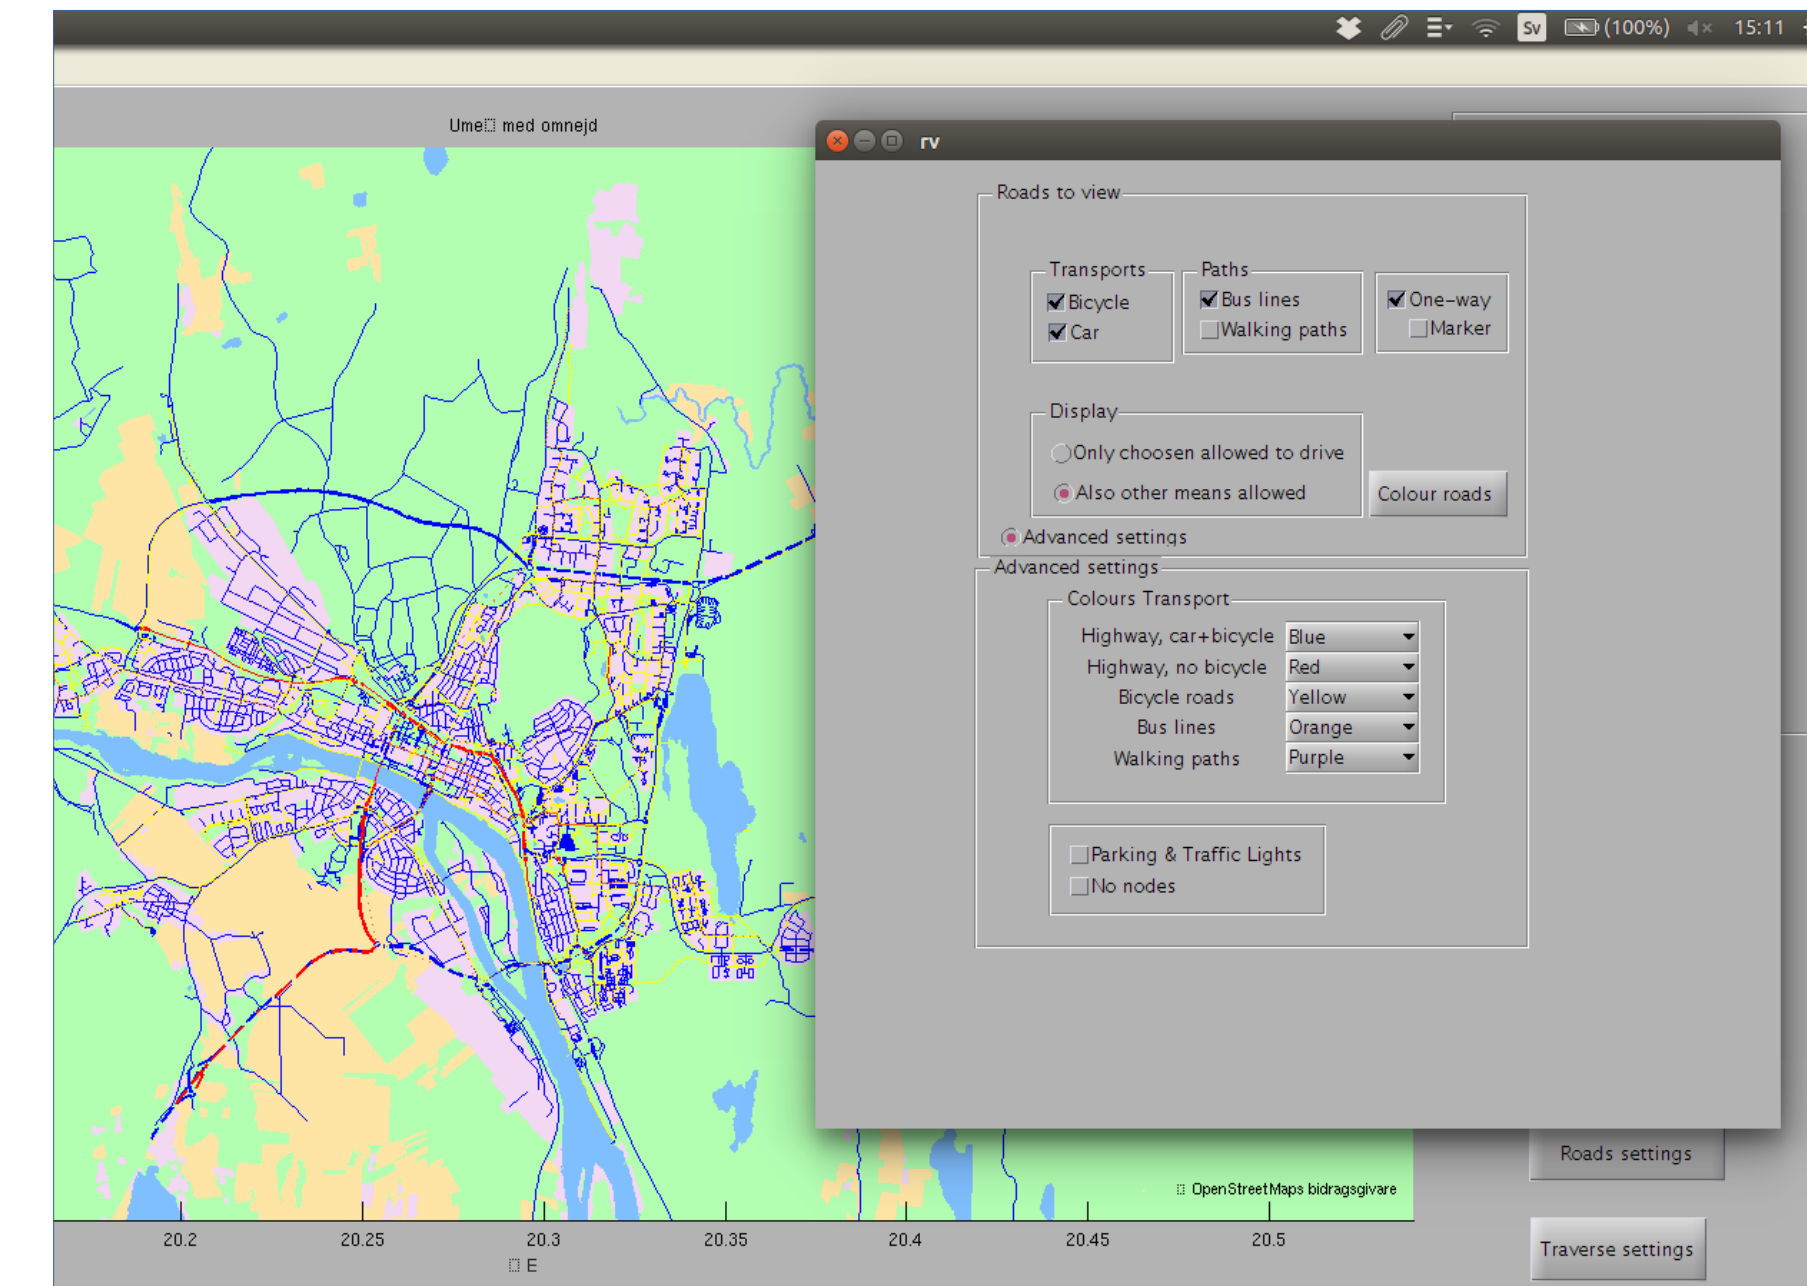 Sv (100%) 15:11
Ume med omnejd
rv
Roads to view
Transports
Bicycle
Car
Paths
Bus lines
Walking paths
One-way
Marker
Display
Only choosen allowed to drive
Also other means allowed
Colour roads
Advanced settings
Advanced settings
Colours Transport
Highway, car+bicycle Blue
Highway, no bicycle Red
Bicycle roads Yellow
Bus lines Orange
Walking paths Purple
Parking & Traffic Lights
No nodes
Roads settings
OpenStreetMaps bidragsgivare
20.2 20.25 20.3 20.35 20.4 20.45 20.5
E
Traverse settings